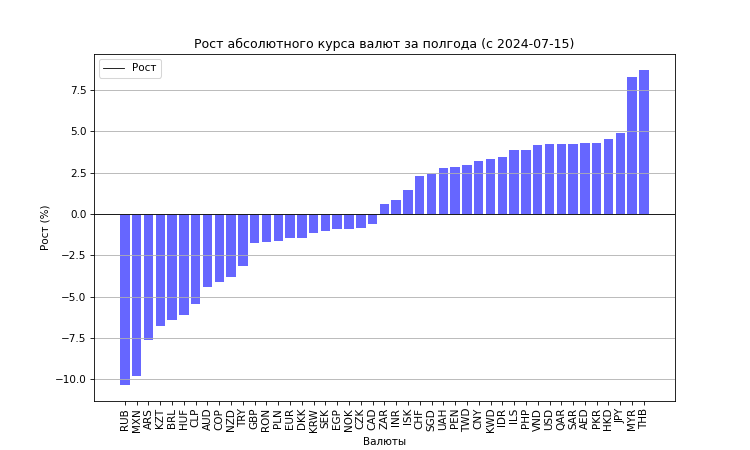 Рост абсолютного курса валют за полгода (с 2024-07-15)
Рост
7.5
5.0
2.5
0.0
−2.5
−5.0
−7.5
−10.0
Рост (%)
RUB
MXN
ARS
KZT
BRL
HUF
CLP
AUD
COP
NZD
TRY
GBP
RON
PLN
EUR
DKK
KRW
SEK
EGP
NOK
CZK
CAD
ZAR
INR
ISK
CHF
SGD
UAH
PEN
TWD
CNY
KWD
IDR
ILS
PHP
VND
USD
QAR
SAR
AED
PKR
HKD
JPY
MYR
THB
Валюты